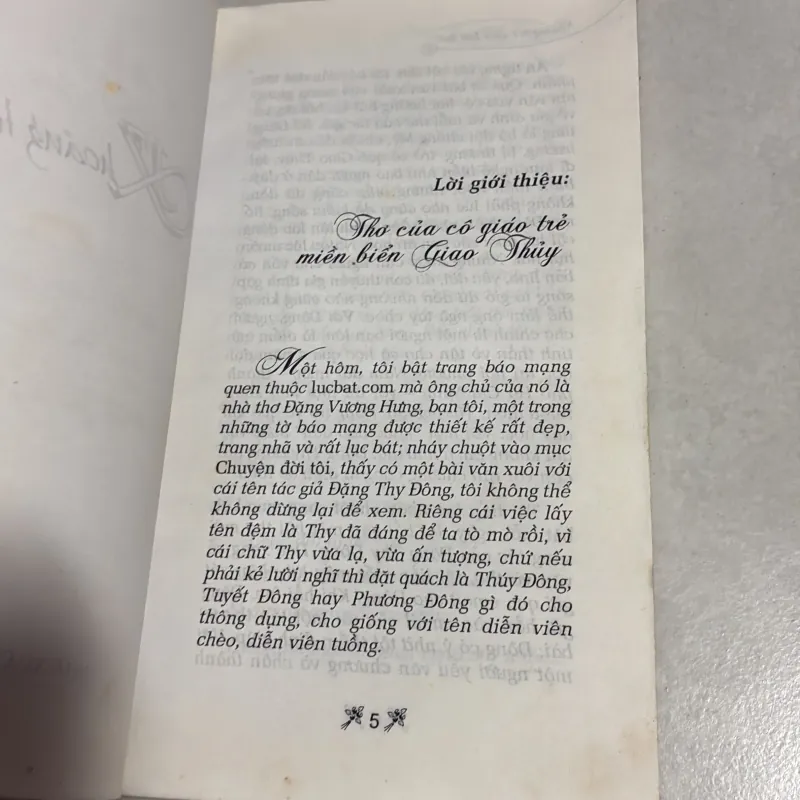 Lời giới thiệu:
Thơ của cô giáo trẻ
miền biển Giao Thủy
Một hôm, tôi bật trang báo mạng
quen thuộc lucbat.com mà ông chủ của nó là
nhà thơ Đặng Vương Hưng, bạn tôi, một trong
những tờ báo mạng được thiết kế rất đẹp,
trang nhã và rất lục bát; nháy chuột vào mục
Chuyện đời tôi, thấy có một bài văn xuôi với
cái tên tác giả Đặng Thy Đông, tôi không thể
không dừng lại để xem. Riêng cái việc lấy
tên đệm là Thy đã đáng để ta tò mò rồi, vì
cái chữ Thy vừa lạ, vừa ấn tượng, chứ nếu
phải kẻ lười nghĩ thì đặt quách là Thúy Đông,
Tuyết Đông hay Phương Đông gì đó cho
thông dụng, cho giống với tên diễn viên
chèo, diễn viên tuồng.
5